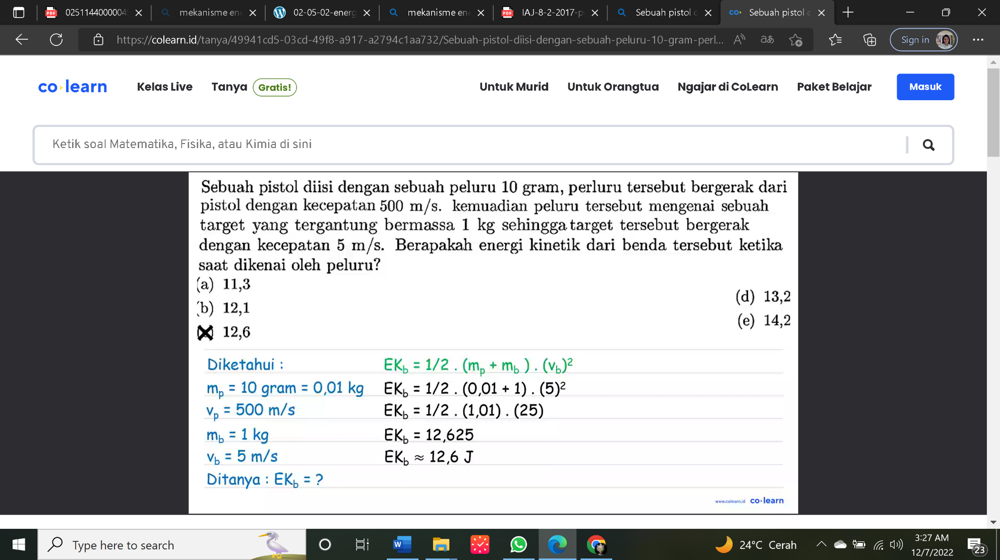 02511440000004
mekanisme en
02-05-02-energ
mekanisme en
IAJ-8-2-2017-p
Sebuah pistol
Sebuah pistol
https://colearn.id/tanya/49941cd5-03cd-49f8-a917-a2794c1aa732/Sebuah-pistol-diisi-dengan-sebuah-peluru-10-gram-perl...
Sign in
co learn
Kelas Live
Tanya
Gratis!
Untuk Murid
Untuk Orangtua
Ngajar di CoLearn
Paket Belajar
Masuk
Ketik soal Matematika, Fisika, atau Kimia di sini
Sebuah pistol diisi dengan sebuah peluru 10 gram, perluru tersebut bergerak dari
pistol dengan kecepatan 500 m/s. kemuadian peluru tersebut mengenai sebuah
target yang tergantung bermassa 1 kg sehingga target tersebut bergerak
dengan kecepatan 5 m/s. Berapakah energi kinetik dari benda tersebut ketika
saat dikenai oleh peluru?
(a) 11,3
(b) 12,1
12,6
(d) 13,2
(e) 14,2
Diketahui :
m_p = 10 gram = 0,01 kg
v_p = 500 m/s
m_b = 1 kg
v_b = 5 m/s
Ditanya : EK_b = ?
EK_b = 1/2 . (m_p + m_b ) . (v_b)²
EK_b = 1/2 . (0,01 + 1) . (5)²
EK_b = 1/2 . (1,01) . (25)
EK_b = 12,625
EK_b ≈ 12,6 J
www.colearn.id co learn
Type here to search
24°C Cerah
3:27 AM
12/7/2022
23